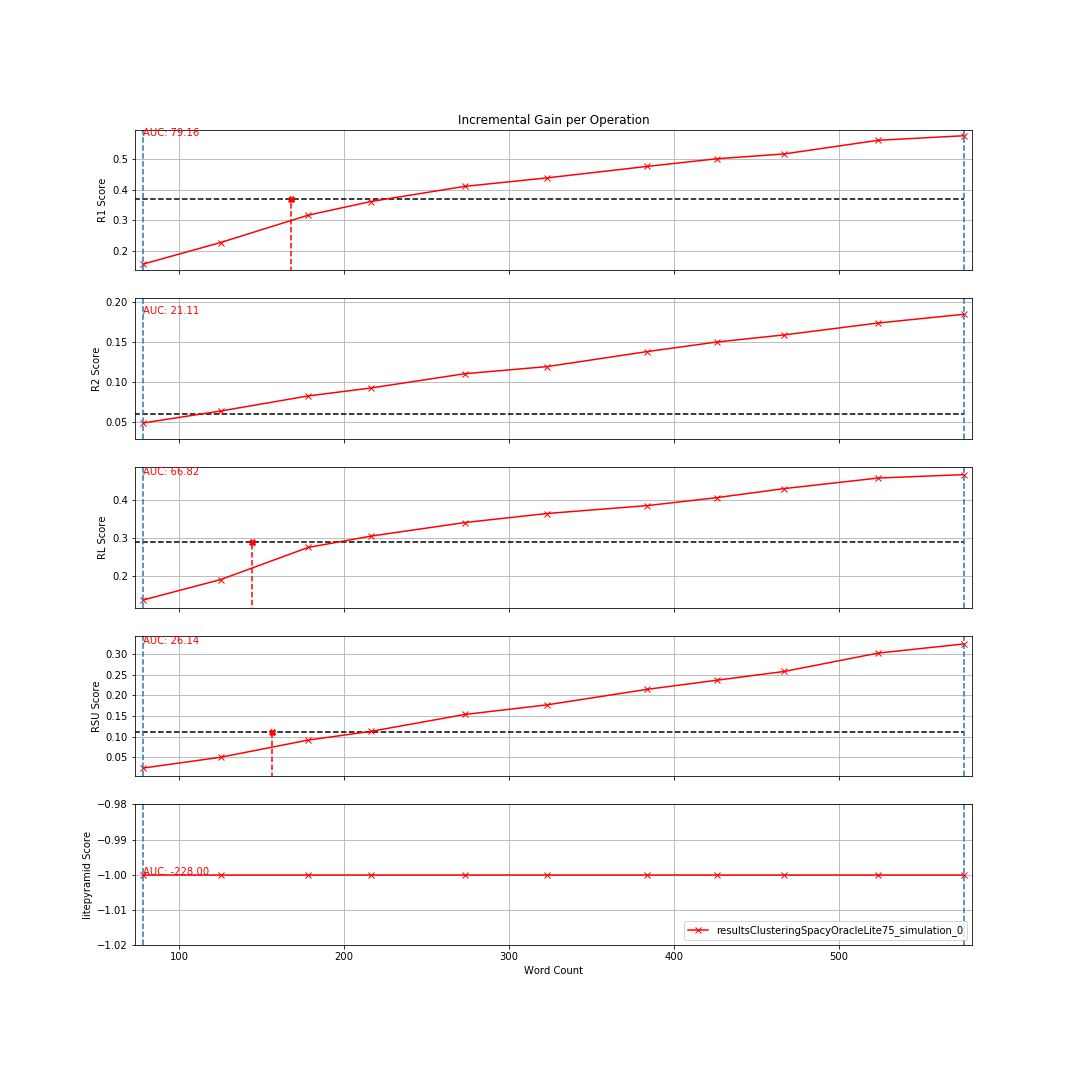 Incremental Gain per Operation
AUC: 79.16
0.5
0.4
0.3
0.2
R1 Score
AUC: 21.11
0.20
0.15
0.10
0.05
R2 Score
AUC: 66.82
0.4
0.3
0.2
RL Score
AUC: 26.14
0.30
0.25
0.20
0.15
0.10
0.05
RSU Score
−0.98
−0.99
−1.00
−1.01
−1.02
litepyramid Score
AUC: -228.00
resultsClusteringSpacyOracleLite75_simulation_0
100 200 300 400 500
Word Count